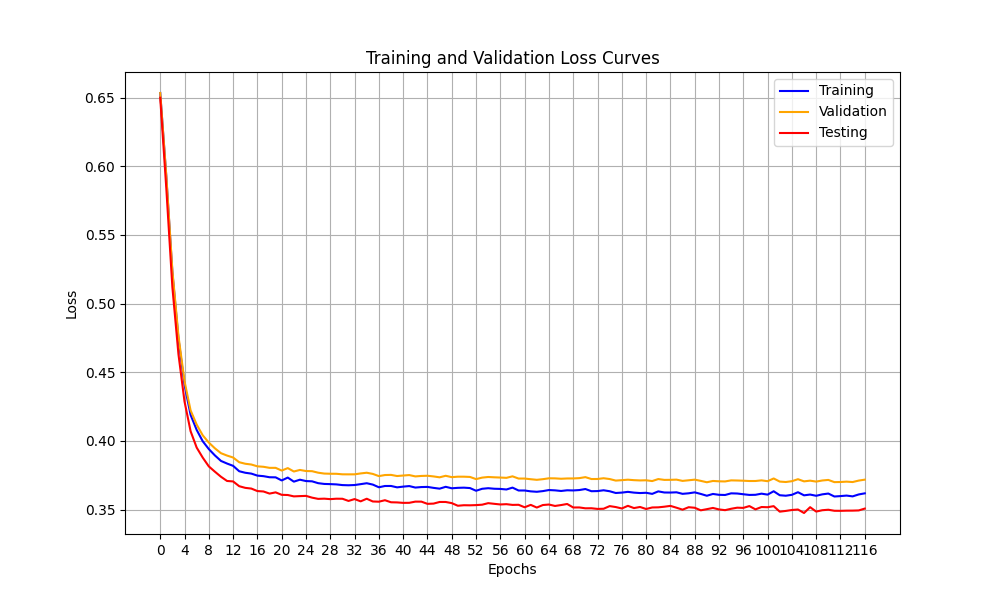 Training and Validation Loss Curves
Training
Validation
Testing
Loss
0.65
0.60
0.55
0.50
0.45
0.40
0.35
0 4 8 12 16 20 24 28 32 36 40 44 48 52 56 60 64 68 72 76 80 84 88 92 96 100 104 108 112 116
Epochs